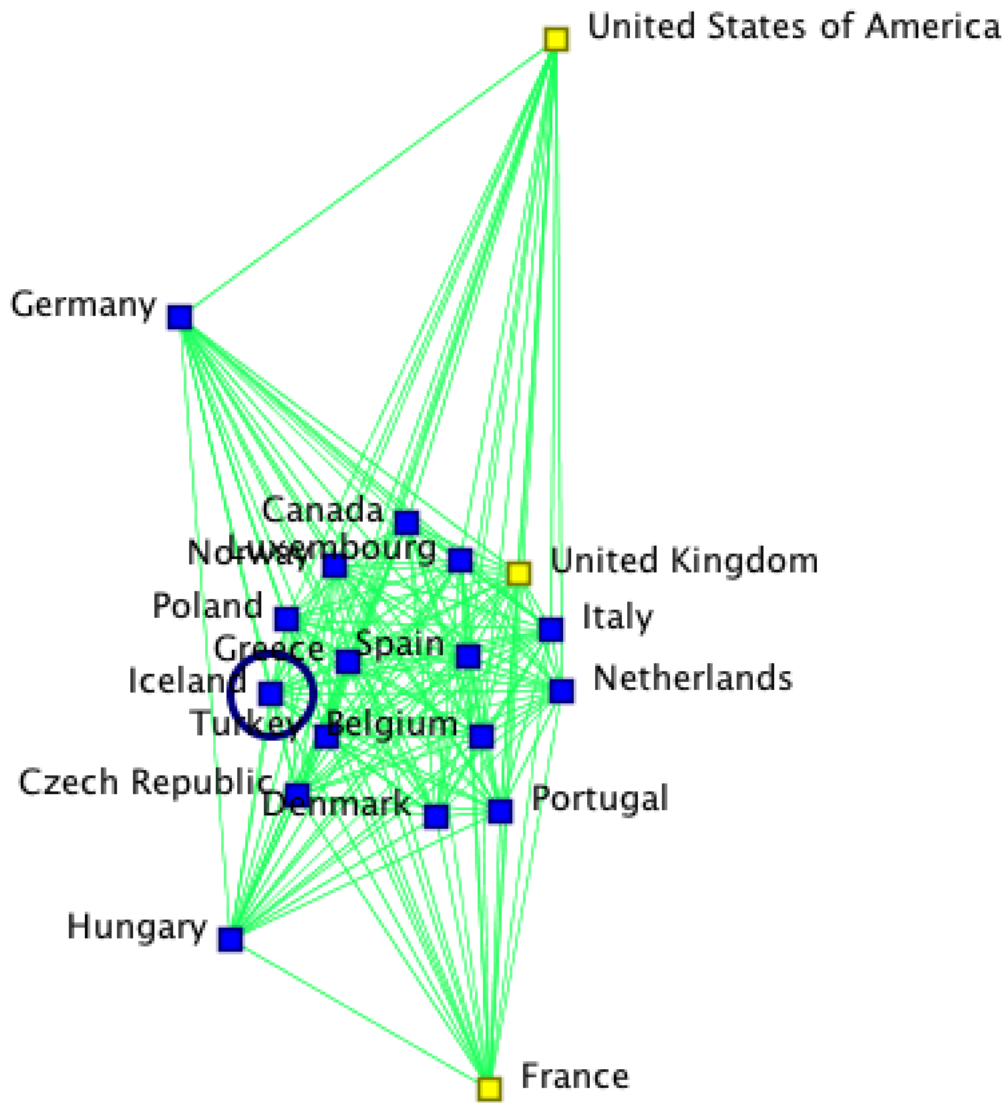 United States of America
Germany
Canada
Luxembourg
Norway
United Kingdom
Poland
Italy
Greece
Spain
Iceland
Netherlands
Turkey
Belgium
Czech Republic
Denmark
Portugal
Hungary
France